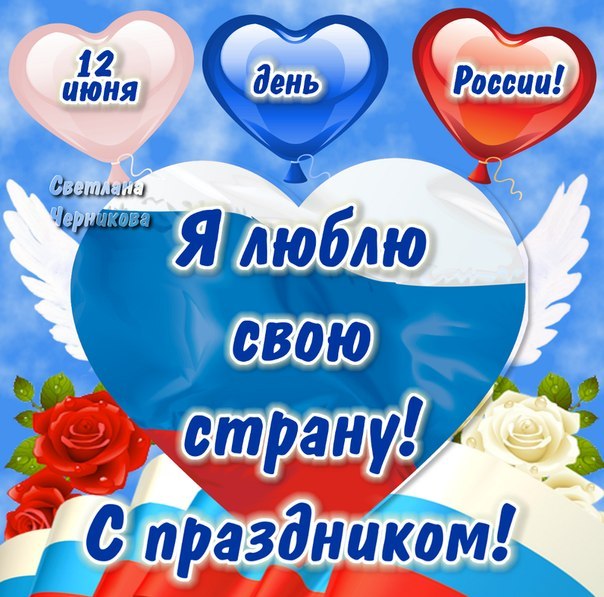 12
июня
день
России!
Светлана
Черникова
Я люблю
свою
страну!
С праздником!